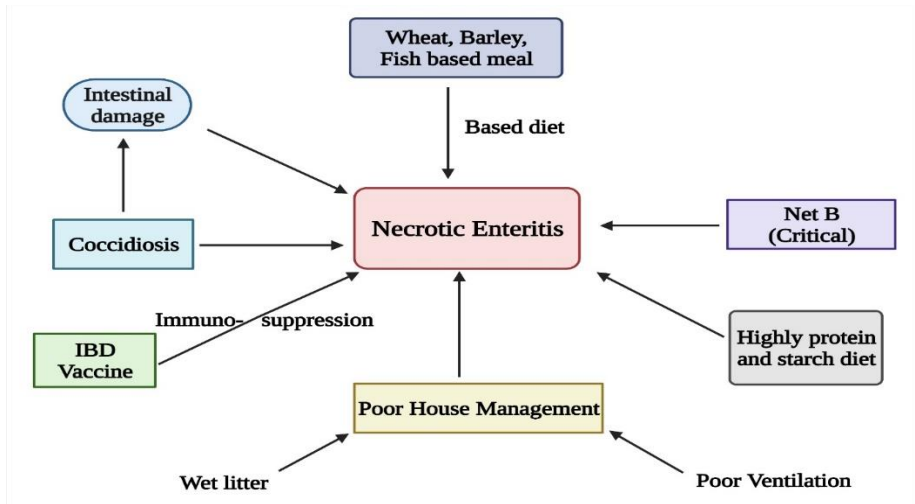 Wheat, Barley,
Fish based meal
Intestinal
damage
Based diet
Necrotic Enteritis
Net B
(Critical)
Coccidiosis
Immuno- suppression
IBD
Vaccine
Highly protein
and starch diet
Poor House Management
Wet litter
Poor Ventilation